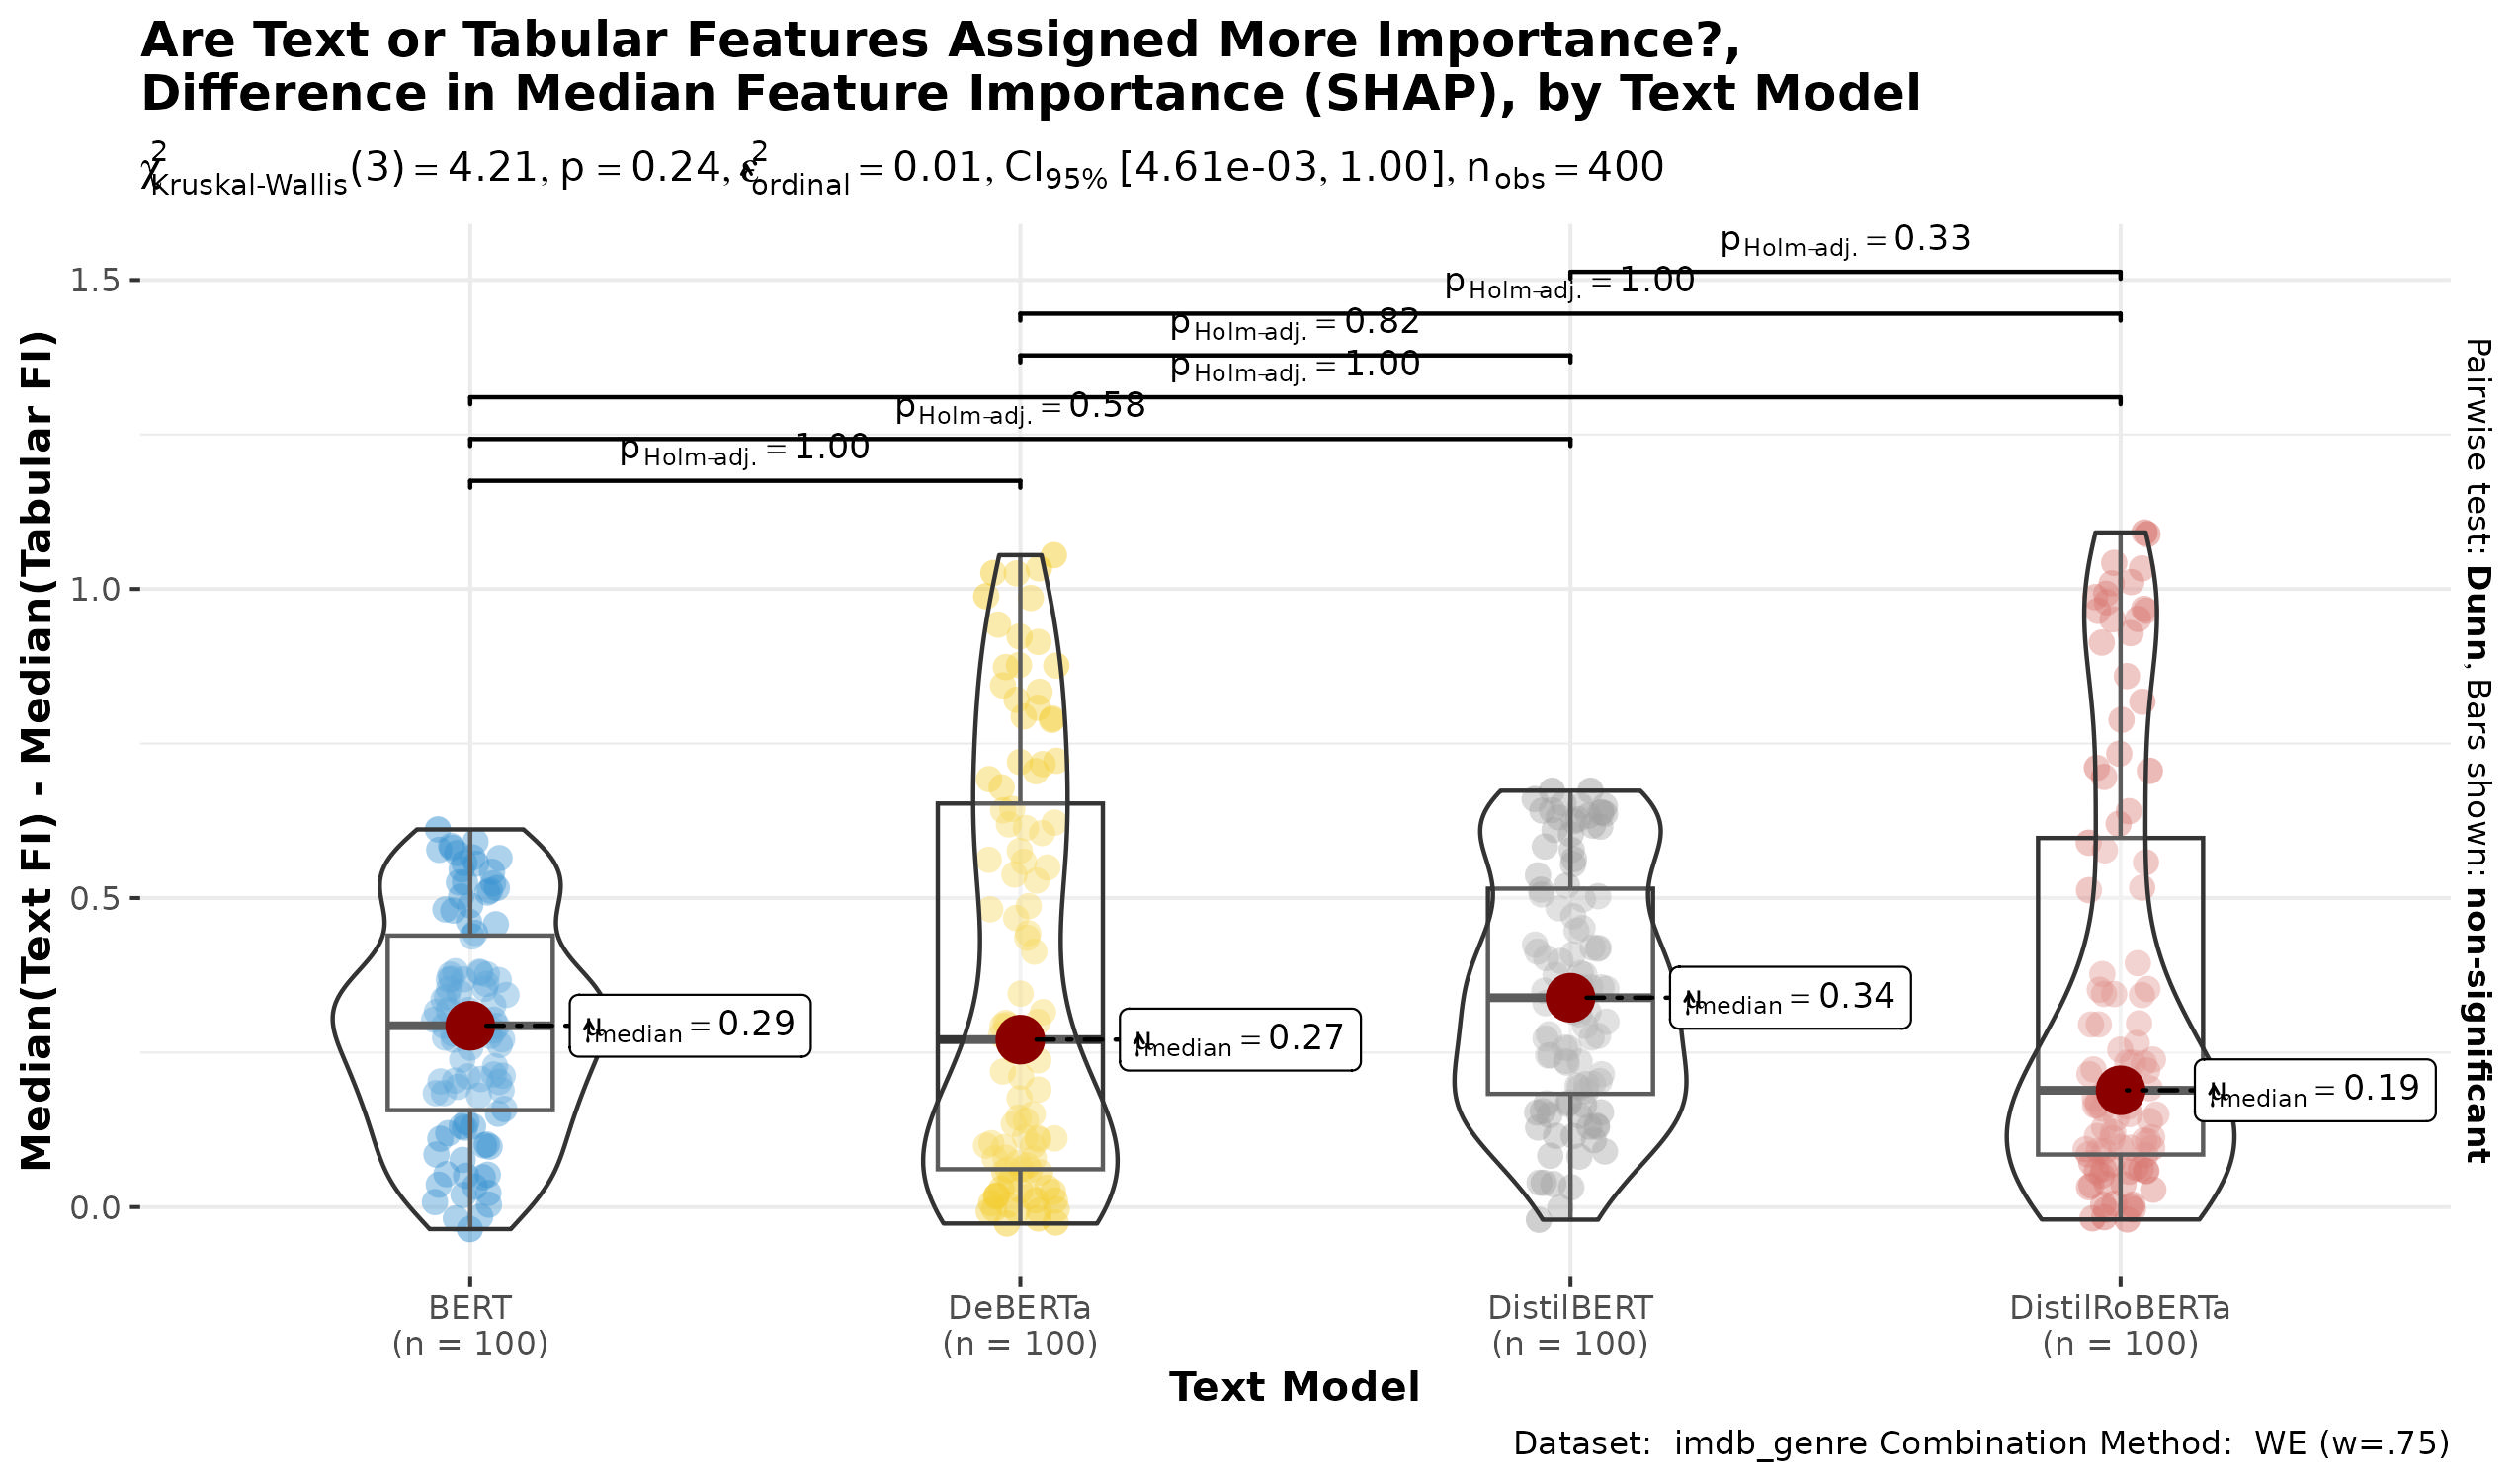 Are Text or Tabular Features Assigned More Importance?,
Difference in Median Feature Importance (SHAP), by Text Model
χ²Kruskal-Wallis(3) = 4.21, p = 0.24, ε̂²ordinal = 0.01, CI95% [4.61e-03, 1.00], nobs = 400
Median(Text FI) - Median(Tabular FI)
1.5
1.0
0.5
0.0
pHolm-adj. = 0.33
pHolm-adj. = 1.00
pHolm-adj. = 0.82
pHolm-adj. = 1.00
pHolm-adj. = 0.58
pHolm-adj. = 1.00
μ̂median = 0.29
μ̂median = 0.27
μ̂median = 0.34
μ̂median = 0.19
Pairwise test: Dunn, Bars shown: non-significant
BERT
(n = 100)
DeBERTa
(n = 100)
DistilBERT
(n = 100)
DistilRoBERTa
(n = 100)
Text Model
Dataset: imdb_genre Combination Method: WE (w=.75)